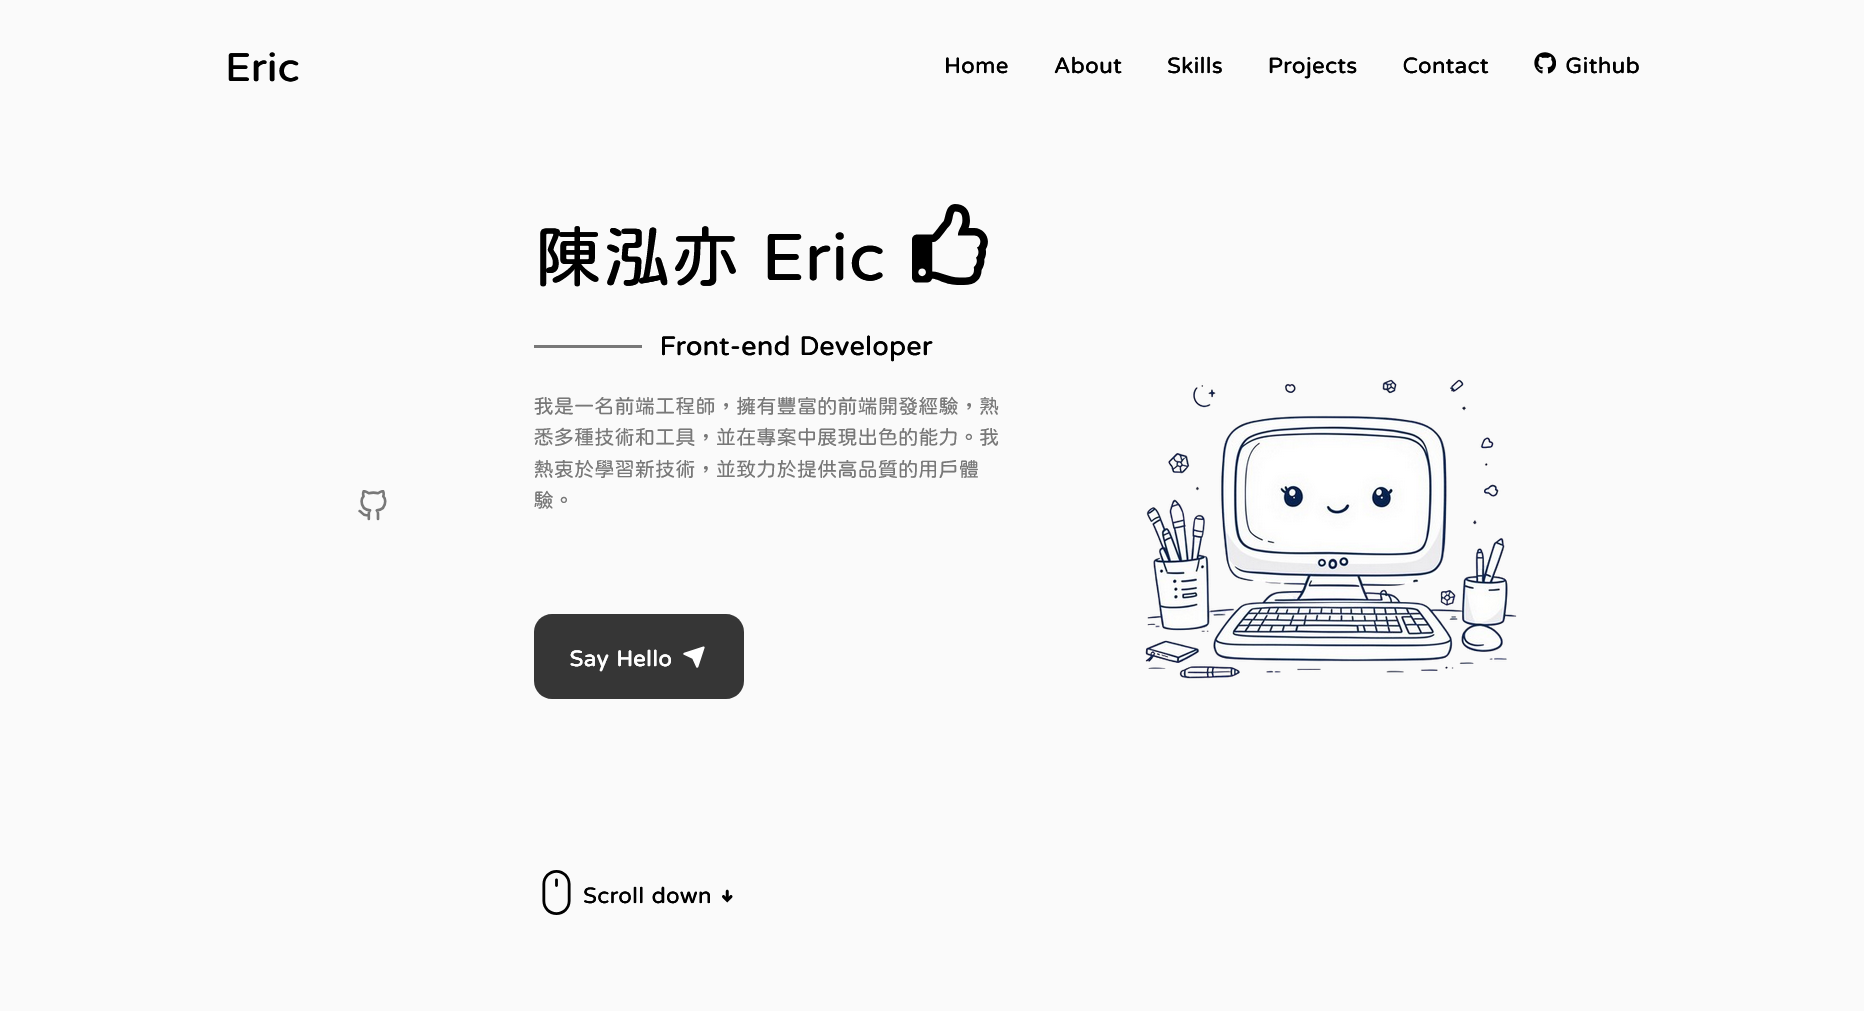 Eric
Home About Skills Projects Contact Github
陳泓亦 Eric
Front-end Developer
我是一名前端工程師，擁有豐富的前端開發經驗，熟
悉多種技術和工具，並在專案中展現出色的能力。我
熱衷於學習新技術，並致力於提供高品質的用戶體
驗。
Say Hello
Scroll down